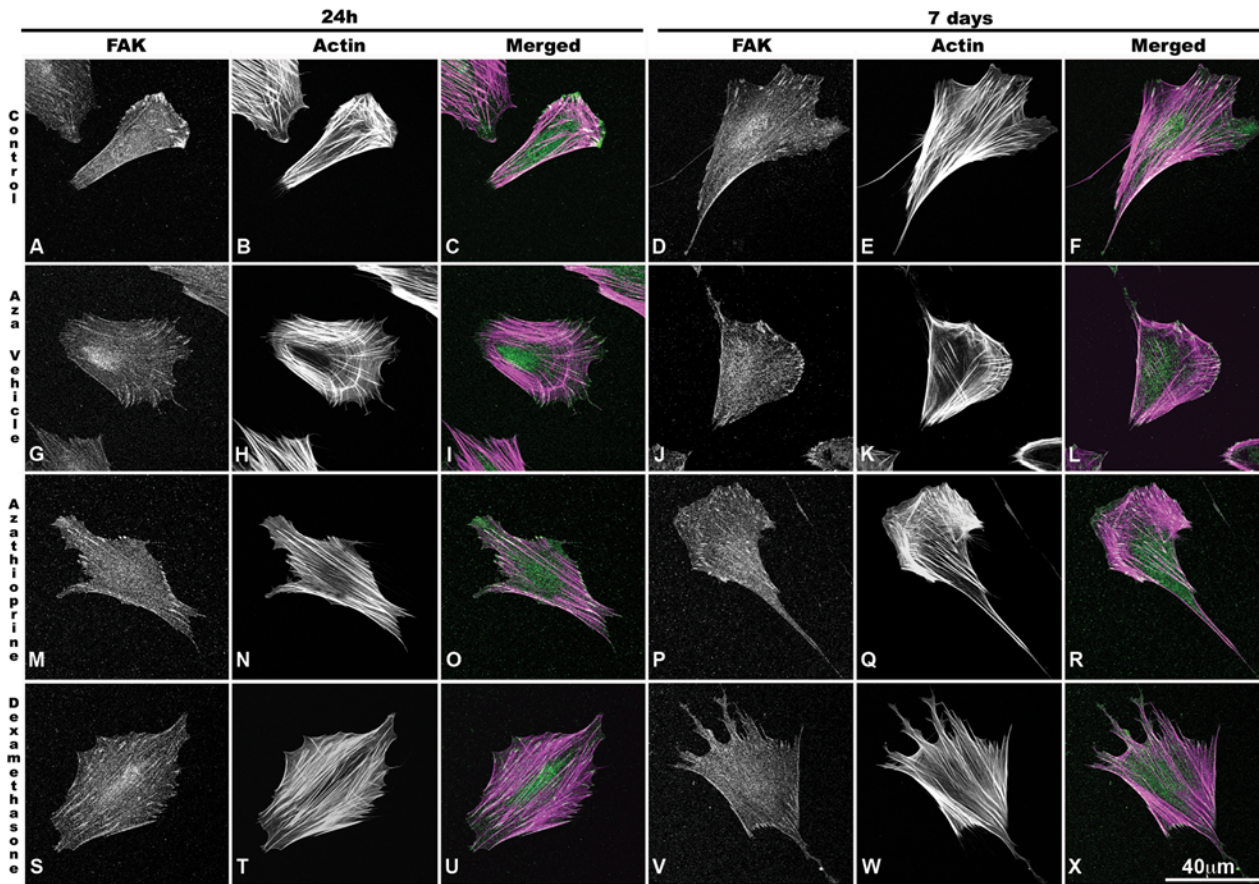 24h 7 days
FAK Actin Merged FAK Actin Merged
Control
A B C D E F
Aza Vehicle
G H I J K L
Azathioprine
M N O P Q R
Dexamethasone
S T U V W X
40μm